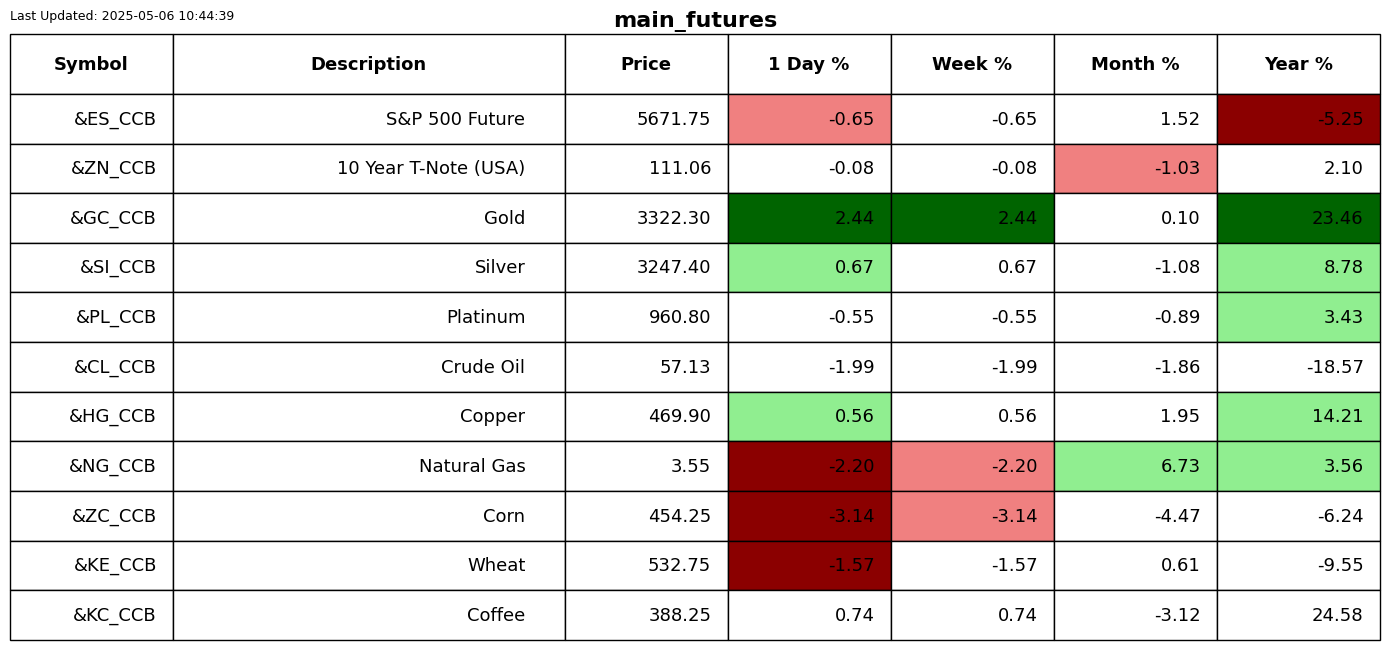 Last Updated: 2025-05-06 10:44:39
main_futures
Symbol Description Price 1 Day % Week % Month % Year %
&ES_CCB S&P 500 Future 5671.75 -0.65 -0.65 1.52 -5.25
&ZN_CCB 10 Year T-Note (USA) 111.06 -0.08 -0.08 -1.03 2.10
&GC_CCB Gold 3322.30 2.44 2.44 0.10 23.46
&SI_CCB Silver 3247.40 0.67 0.67 -1.08 8.78
&PL_CCB Platinum 960.80 -0.55 -0.55 -0.89 3.43
&CL_CCB Crude Oil 57.13 -1.99 -1.99 -1.86 -18.57
&HG_CCB Copper 469.90 0.56 0.56 1.95 14.21
&NG_CCB Natural Gas 3.55 -2.20 -2.20 6.73 3.56
&ZC_CCB Corn 454.25 -3.14 -3.14 -4.47 -6.24
&KE_CCB Wheat 532.75 -1.57 -1.57 0.61 -9.55
&KC_CCB Coffee 388.25 0.74 0.74 -3.12 24.58